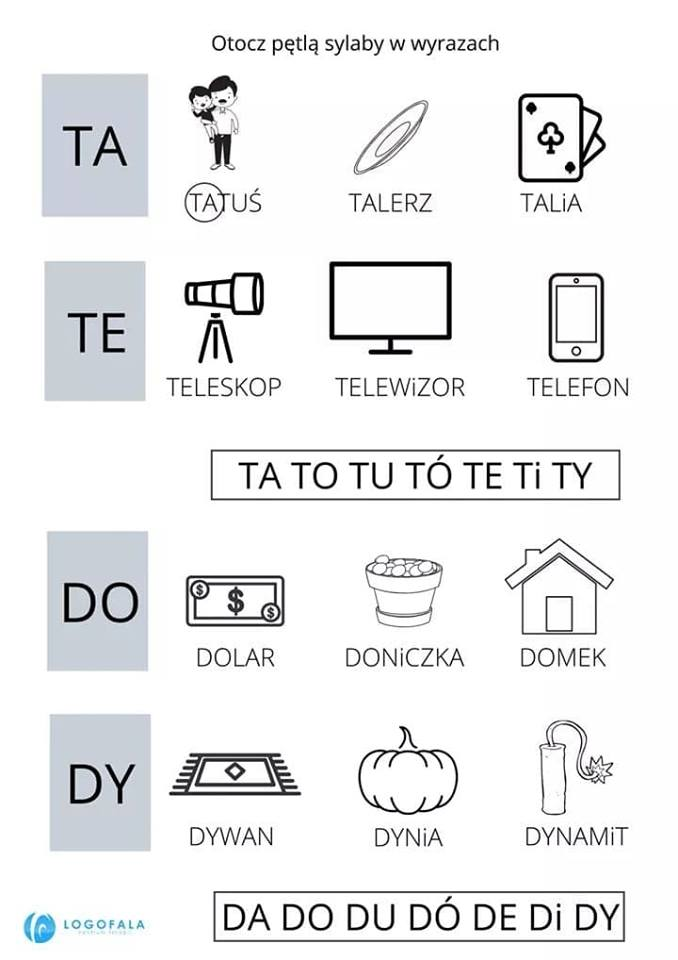 Otocz pętlą sylaby w wyrazach
TA
TATUŚ TALERZ TALiA
TE
TELESKOP TELEWiZOR TELEFON
TA TO TU TÓ TE Ti TY
DO
$ $ $
DOLAR DONiCZKA DOMEK
DY
DYWAN DYNiA DYNAMiT
DA DO DU DÓ DE Di DY
LOGOFALA